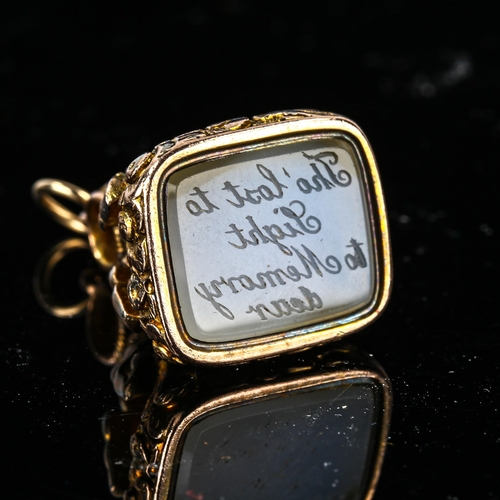 Tho' lost to
Sight
to Memory
dear